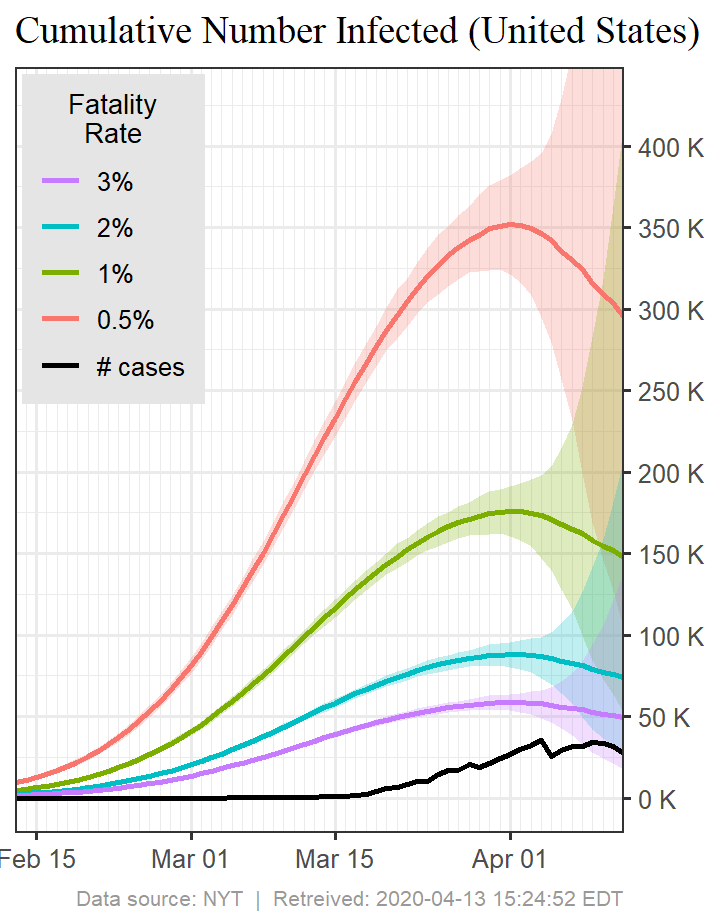 Cumulative Number Infected (United States)
Fatality
Rate
3%
2%
1%
0.5%
# cases
400 K
350 K
300 K
250 K
200 K
150 K
100 K
50 K
0 K
Feb 15
Mar 01
Mar 15
Apr 01
Data source: NYT | Retreived: 2020-04-13 15:24:52 EDT